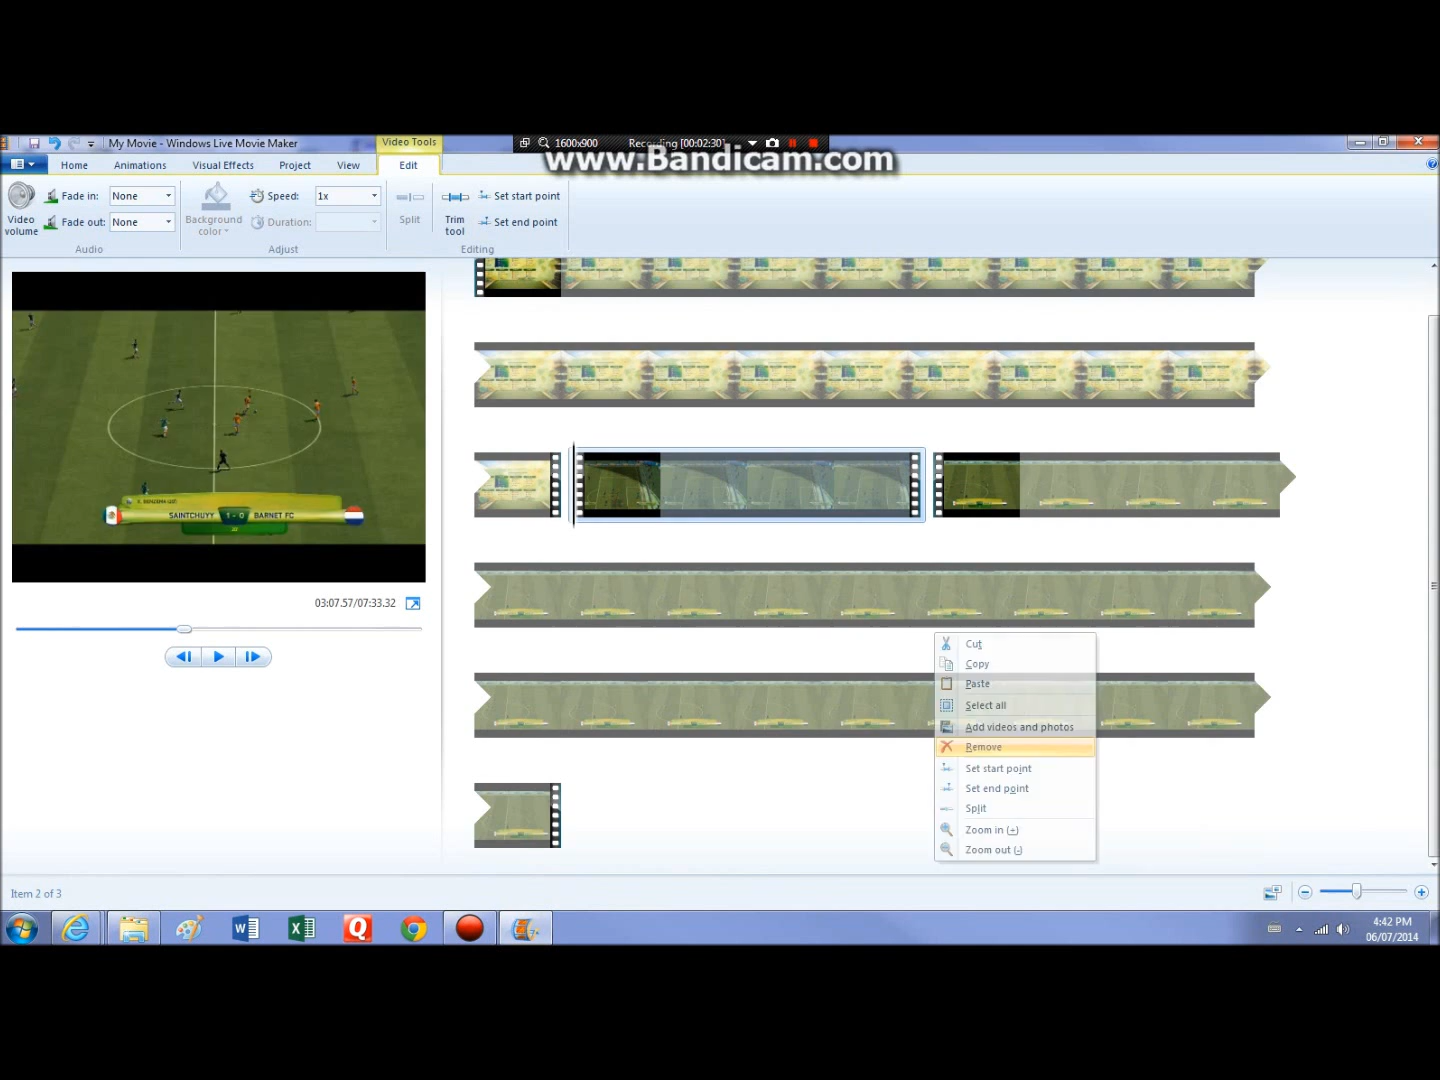 My Movie - Windows Live Movie Maker
Video Tools
1600x900
Recording [00:02:30]
www.Bandicam.com
Home
Animations
Visual Effects
Project
View
Edit
Video volume
Fade in:
None
Fade out:
None
Audio
Background color
Speed:
1x
Duration:
Adjust
Split
Trim tool
Set start point
Set end point
Editing
SAINTCHUYY 1 - 0 BARNET FC
03:07.57/07:33.32
Cut
Copy
Paste
Select all
Add videos and photos
Remove
Set start point
Set end point
Split
Zoom in (+)
Zoom out (-)
Item 2 of 3
4:42 PM
06/07/2014